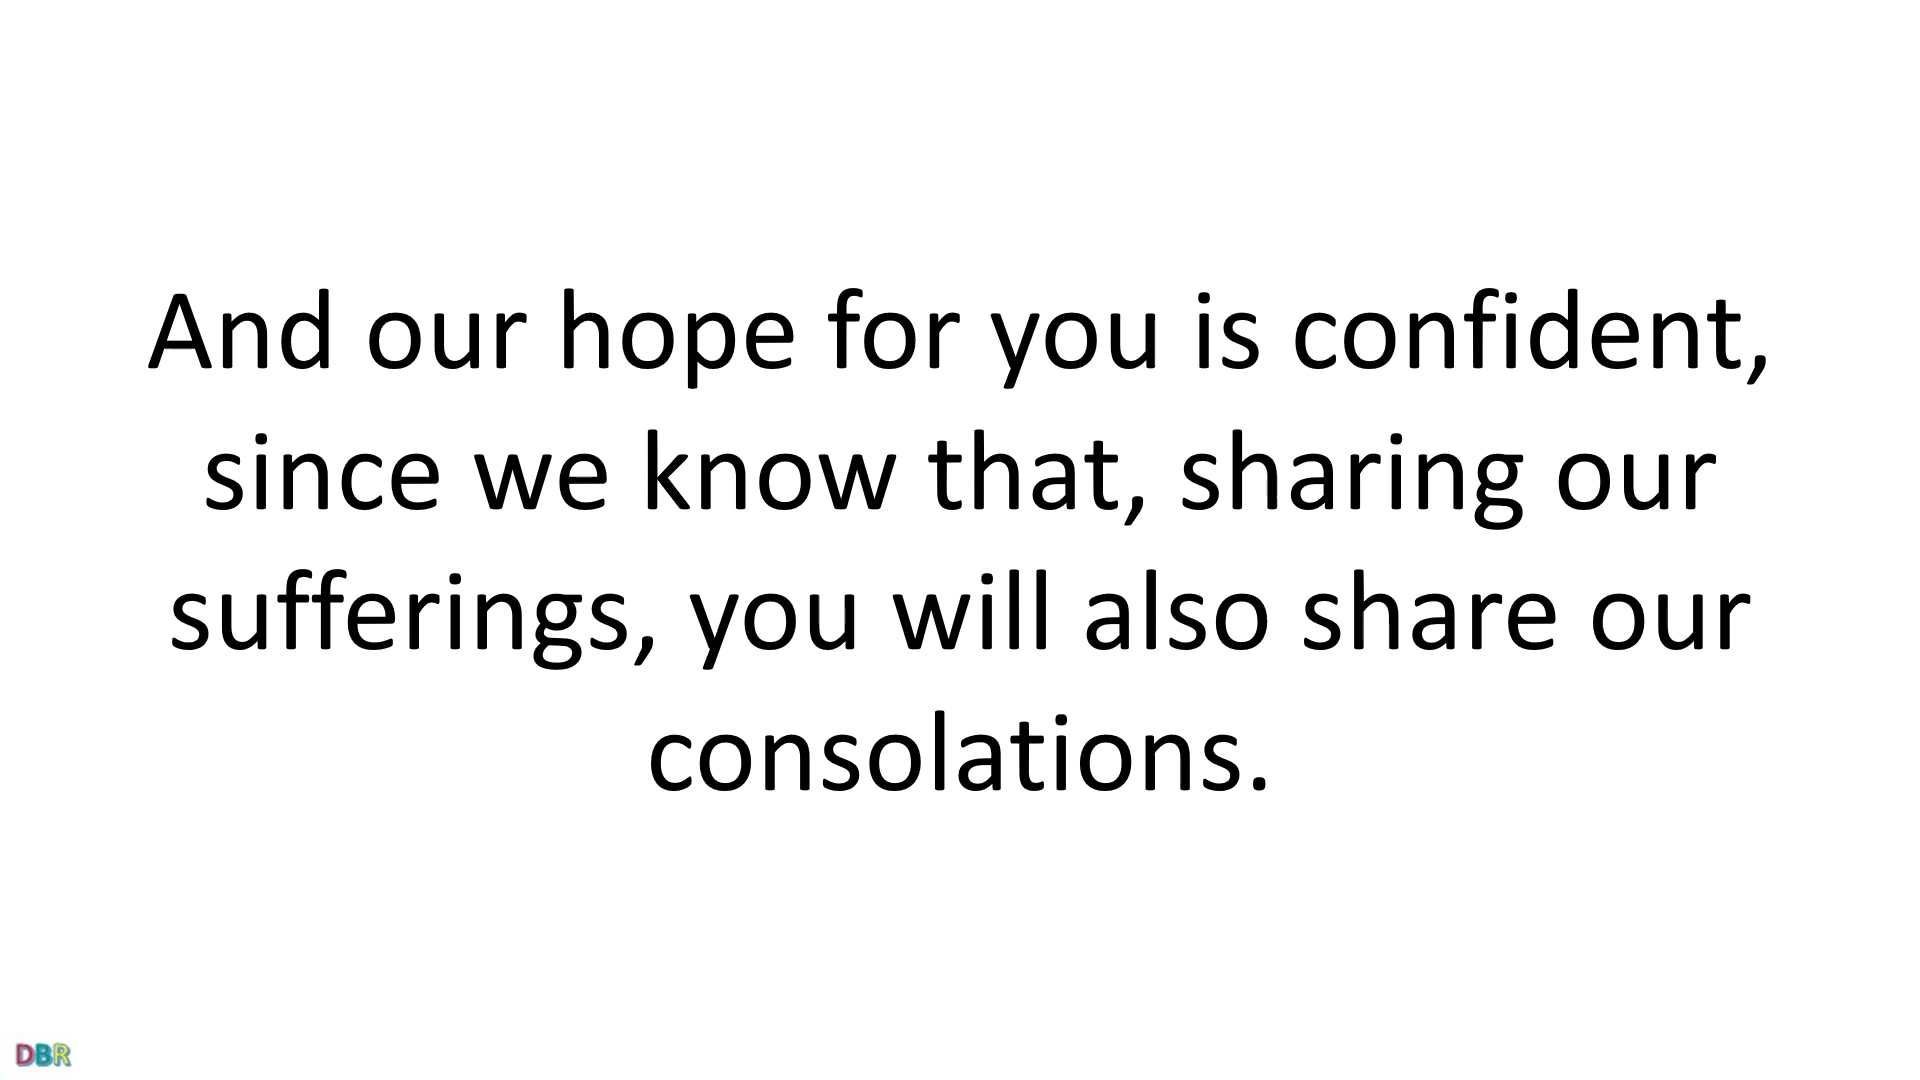 And our hope for you is confident,
since we know that, sharing our
sufferings, you will also share our
consolations.
DBR